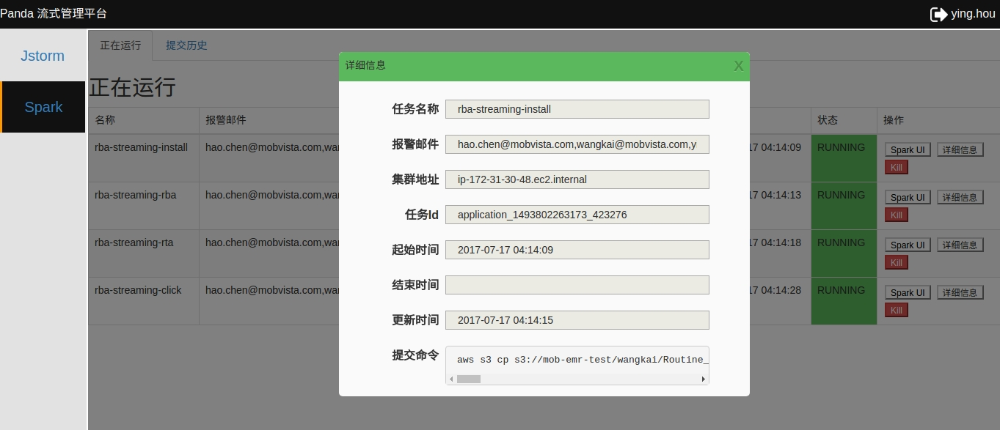 Panda 流式管理平台
ying.hou
Jstorm
Spark
正在运行
提交历史
正在运行
名称
报警邮件
状态
操作
rba-streaming-install
hao.chen@mobvista.com,wa
17 04:14:09
RUNNING
Spark UI
详细信息
Kill
rba-streaming-rba
hao.chen@mobvista.com,wa
17 04:14:13
RUNNING
Spark UI
详细信息
Kill
rba-streaming-rta
hao.chen@mobvista.com,wa
17 04:14:18
RUNNING
Spark UI
详细信息
Kill
rba-streaming-click
hao.chen@mobvista.com,wa
17 04:14:28
RUNNING
Spark UI
详细信息
Kill
详细信息
X
任务名称 rba-streaming-install
报警邮件 hao.chen@mobvista.com,wangkai@mobvista.com,y
集群地址 ip-172-31-30-48.ec2.internal
任务Id application_1493802263173_423276
起始时间 2017-07-17 04:14:09
结束时间
更新时间 2017-07-17 04:14:15
提交命令 aws s3 cp s3://mob-emr-test/wangkai/Routine_